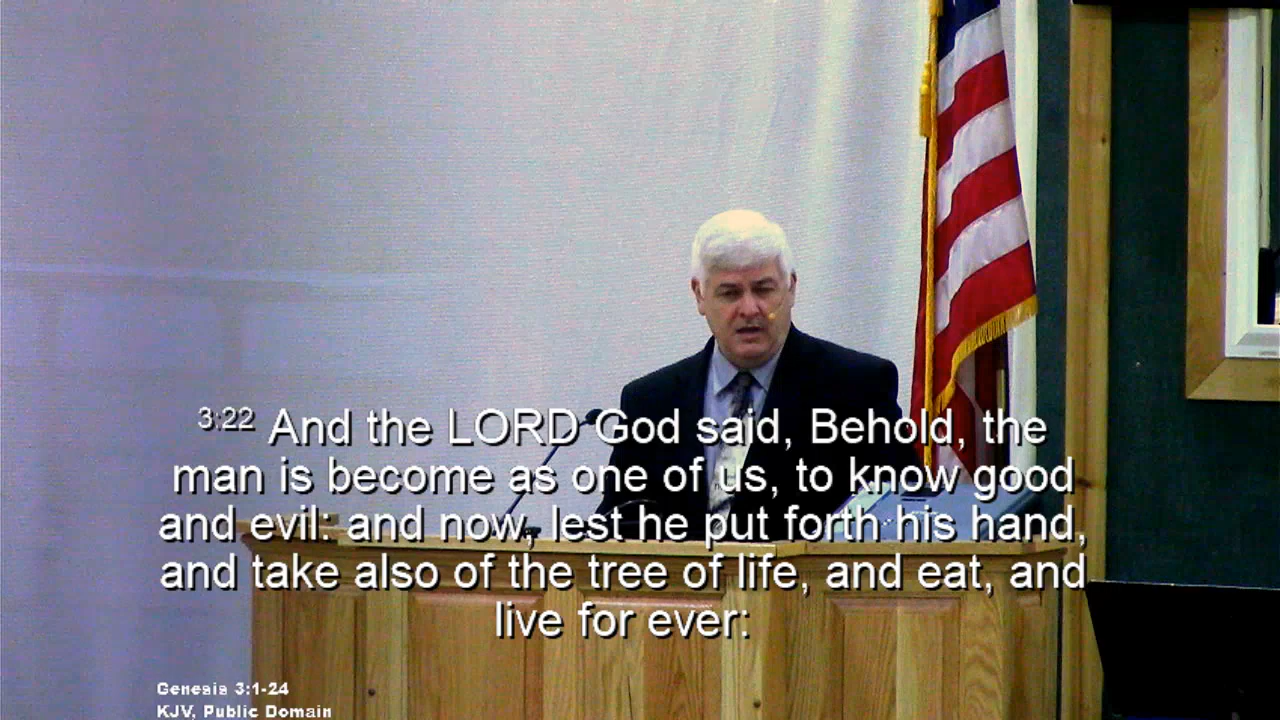 3:22 And the LORD God said, Behold, the
man is become as one of us, to know good
and evil: and now, lest he put forth his hand,
and take also of the tree of life, and eat, and
live for ever:
Genesis 3:1-24
KJV, Public Domain